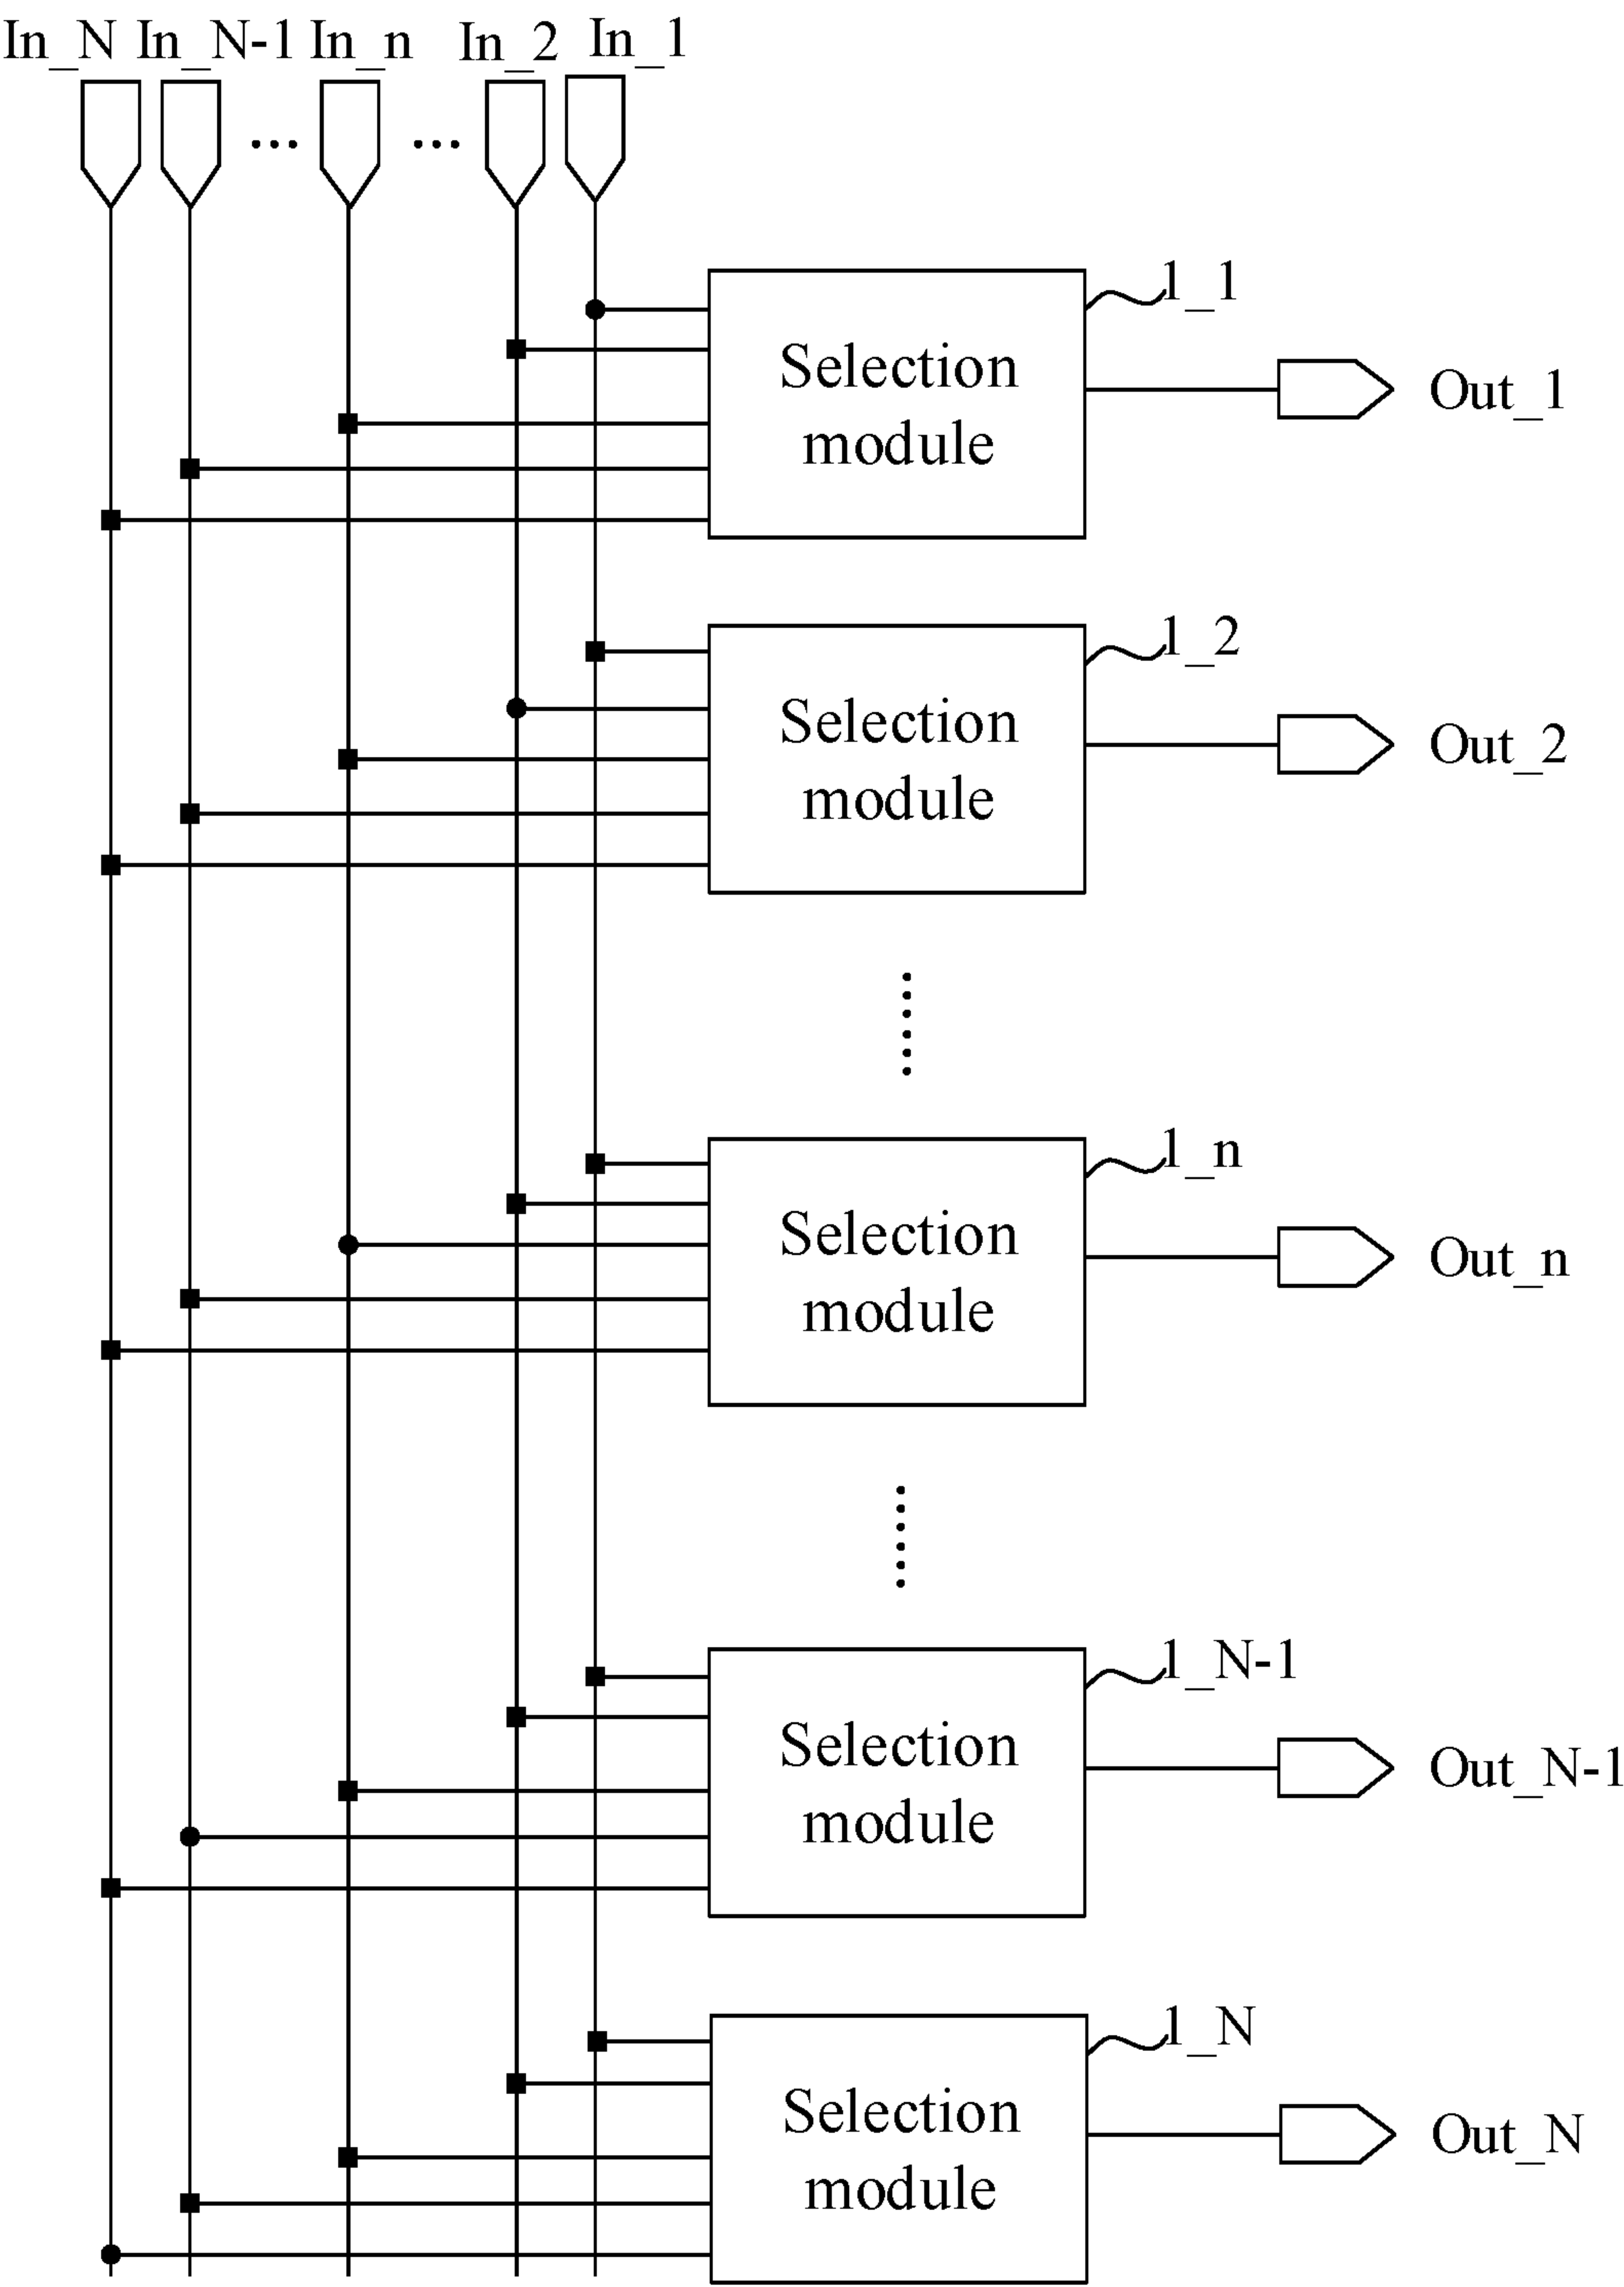 In_N In_N-1 In_n In_2 In_1
1_1
Selection
module
Out_1
1_2
Selection
module
Out_2
1_n
Selection
module
Out_n
1_N-1
Selection
module
Out_N-1
1_N
Selection
module
Out_N